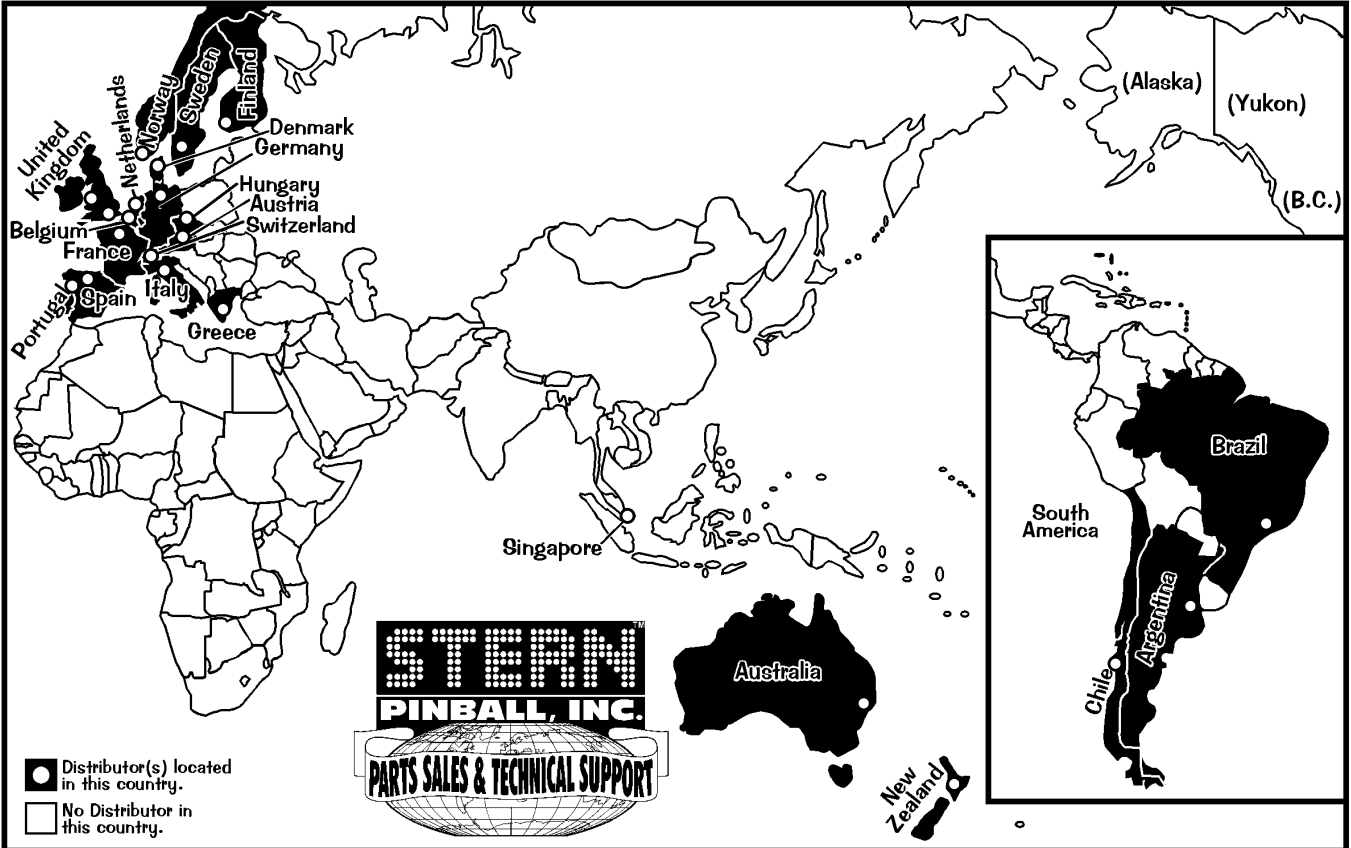 (Alaska)
(Yukon)
(B.C.)
Norway
Sweden
Finland
Netherlands
United
Kingdom
Denmark
Germany
Hungary
Austria
Switzerland
Belgium
France
Portugal
Spain
Italy
Greece
Singapore
Australia
New
Zealand
South
America
Brazil
Argentina
Chile
STERN™
PINBALL, INC.
PARTS SALES & TECHNICAL SUPPORT
Distributor(s) located
in this country.
No Distributor in
this country.